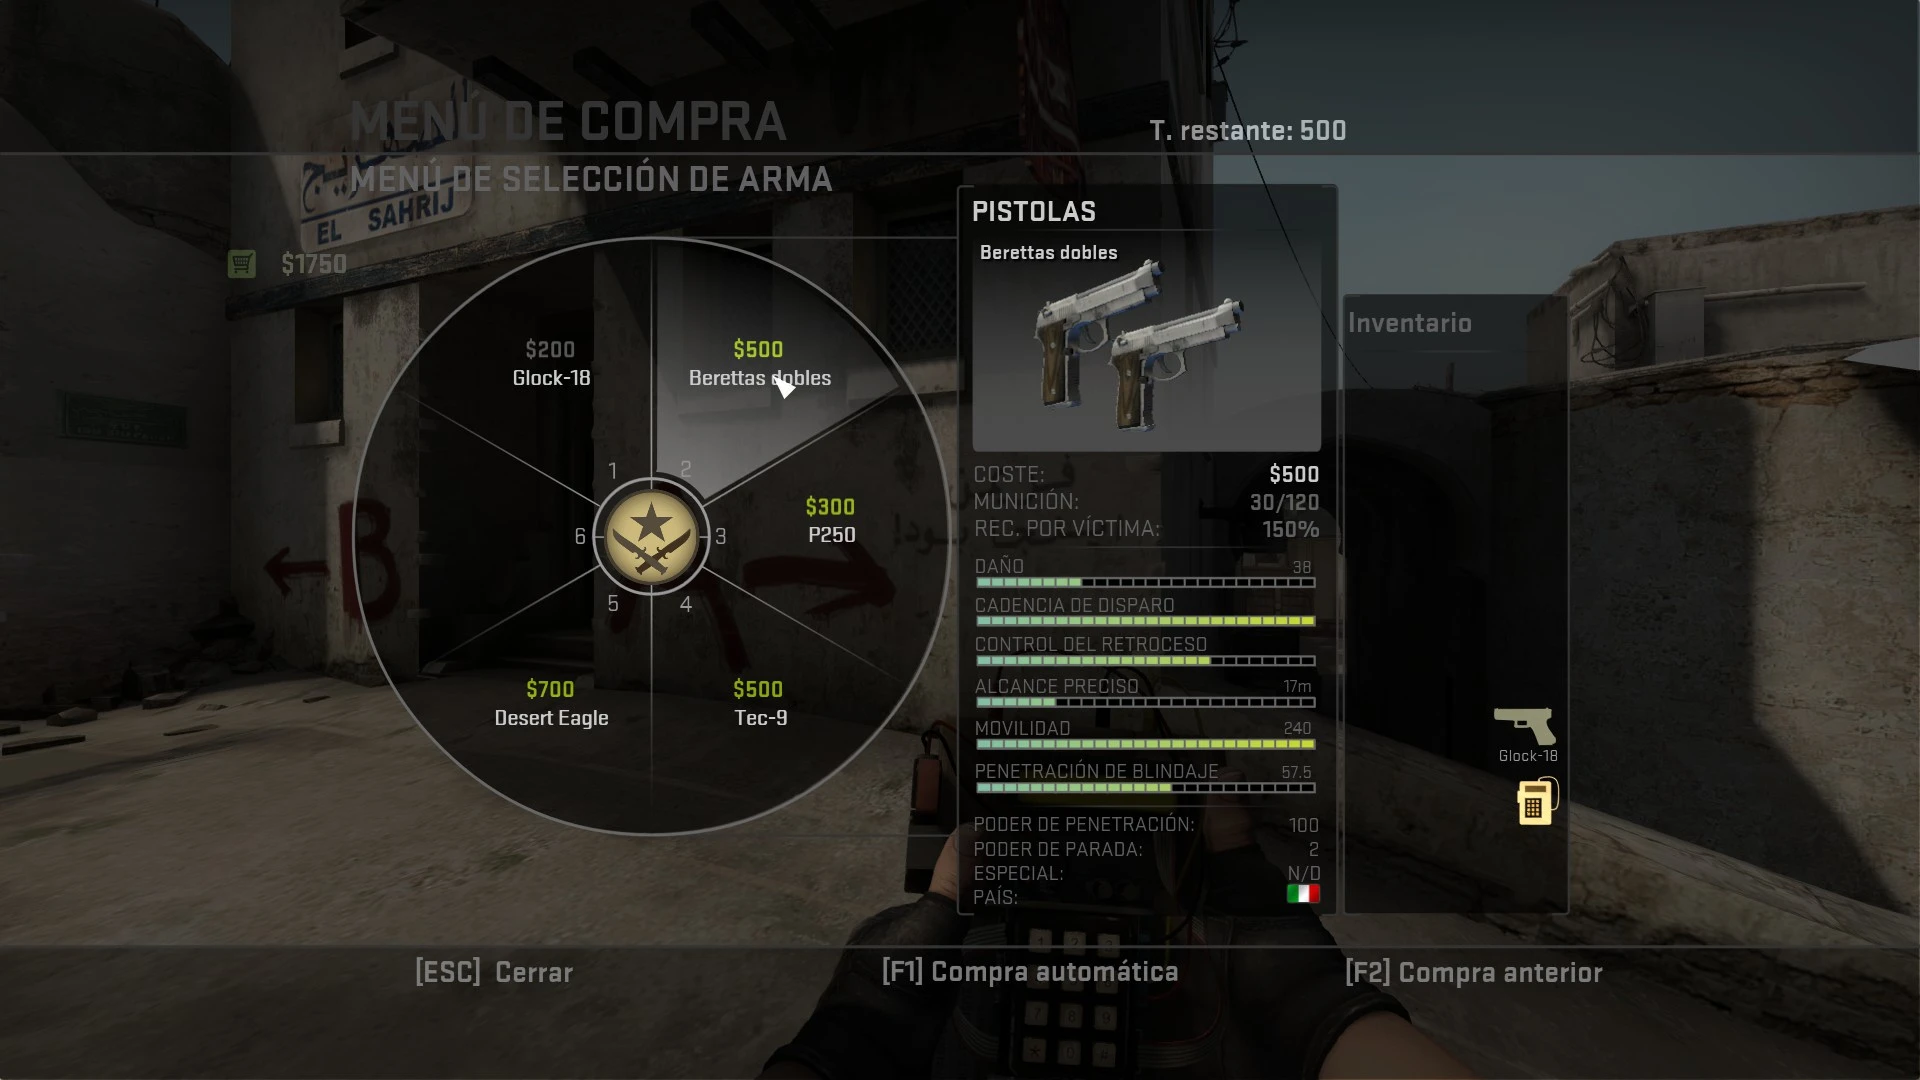 MENÚ DE COMPRA
T. restante: 500
MENÚ DE SELECCIÓN DE ARMA
EL SAHRIJ
$1750
$200
Glock-18
$500
Berettas dobles
$300
P250
$500
Tec-9
$700
Desert Eagle
1
2
3
4
5
6
B
PISTOLAS
Berettas dobles
COSTE: $500
MUNICIÓN: 30/120
REC. POR VÍCTIMA: 150%
DAÑO 38
CADENCIA DE DISPARO
CONTROL DEL RETROCESO
ALCANCE PRECISO 17m
MOVILIDAD 240
PENETRACIÓN DE BLINDAJE 57.5
PODER DE PENETRACIÓN: 100
PODER DE PARADA: 2
ESPECIAL: N/D
PAÍS:
Inventario
Glock-18
[ESC] Cerrar
[F1] Compra automática
[F2] Compra anterior